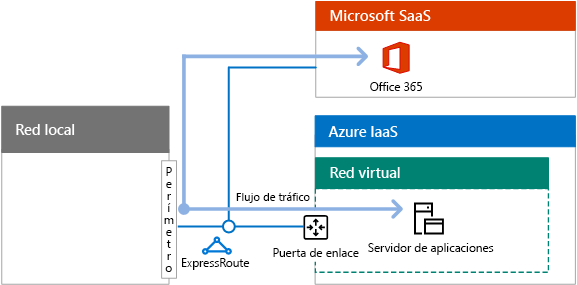 Microsoft SaaS
Office 365
Red local
Azure IaaS
Red virtual
Perímetro
Flujo de tráfico
ExpressRoute
Puerta de enlace
Servidor de aplicaciones